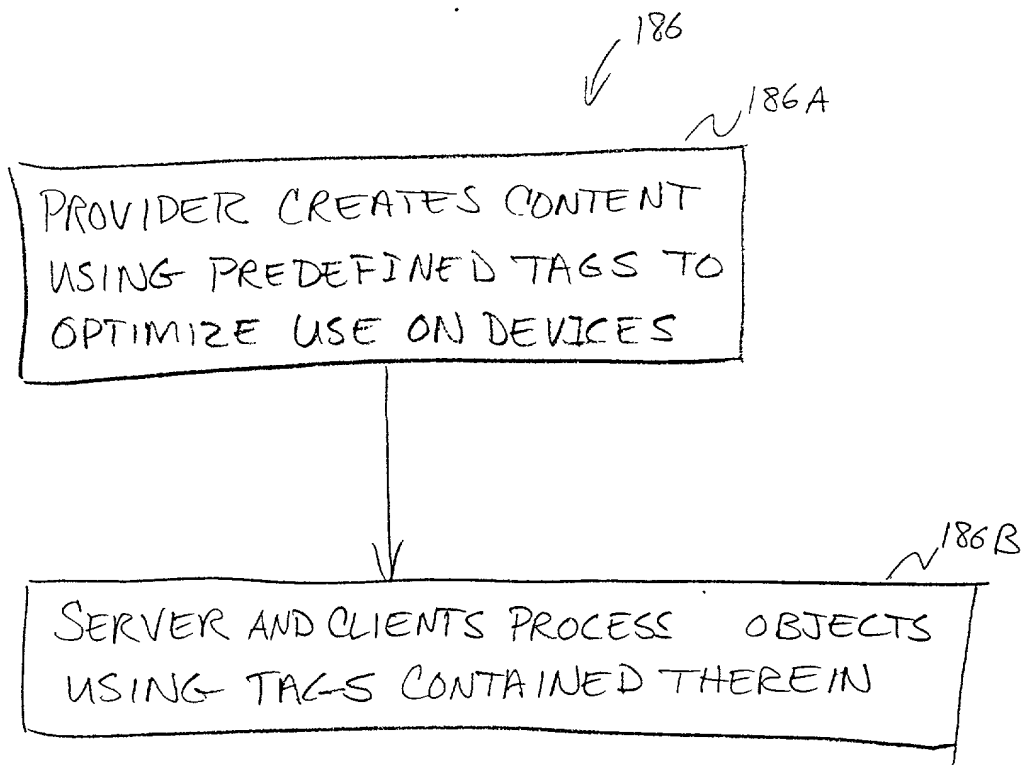 186
186A
PROVIDER CREATES CONTENT
USING PREDEFINED TAGS TO
OPTIMIZE USE ON DEVICES
186B
SERVER AND CLIENTS PROCESS OBJECTS
USING TAGS CONTAINED THEREIN